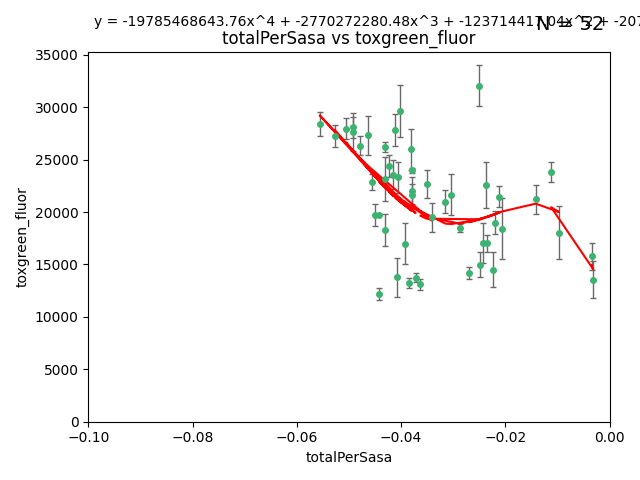 y = -19785468643.76x^4 + -2770272280.48x^3 + -123714417.04x^2 + -207
N = 52
totalPerSasa vs toxgreen_fluor
toxgreen_fluor
35000
30000
25000
20000
15000
10000
5000
0
−0.10 −0.08 −0.06 −0.04 −0.02 0.00
totalPerSasa